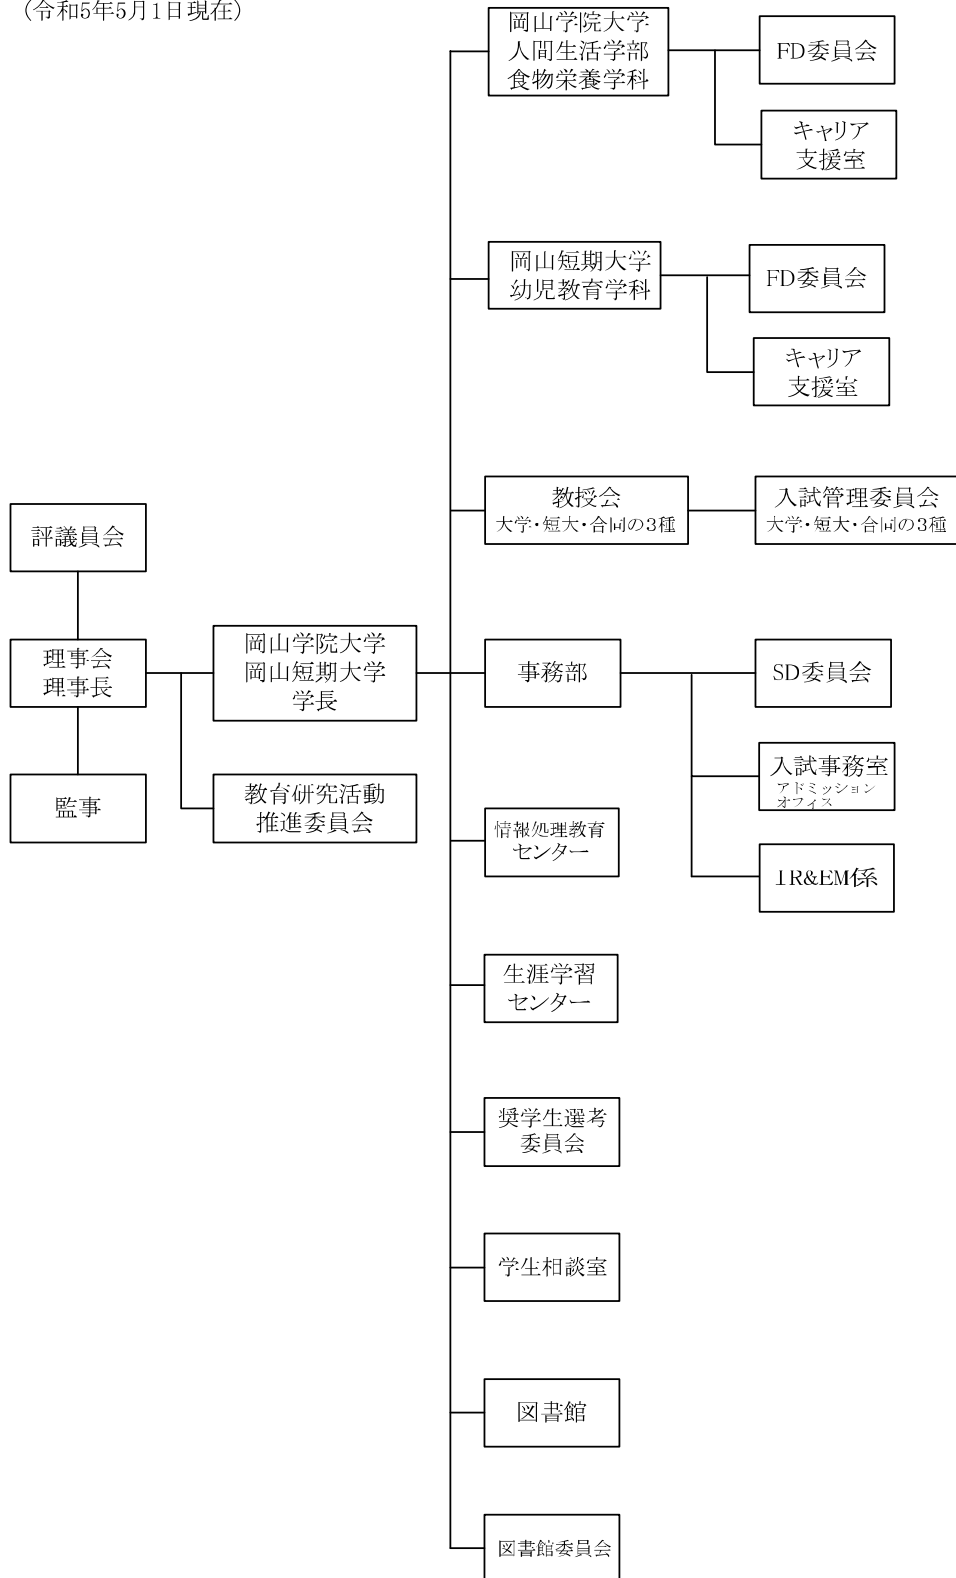 (令和5年5月1日現在)
岡山学院大学
人間生活学部
食物栄養学科
FD委員会
キャリア
支援室
岡山短期大学
幼児教育学科
FD委員会
キャリア
支援室
教授会
大学・短大・合同の3種
入試管理委員会
大学・短大・合同の3種
評議員会
理事会
理事長
監事
岡山学院大学
岡山短期大学
学長
教育研究活動
推進委員会
事務部
SD委員会
入試事務室
アドミッション
オフィス
IR&EM係
情報処理教育
センター
生涯学習
センター
奨学生選考
委員会
学生相談室
図書館
図書館委員会